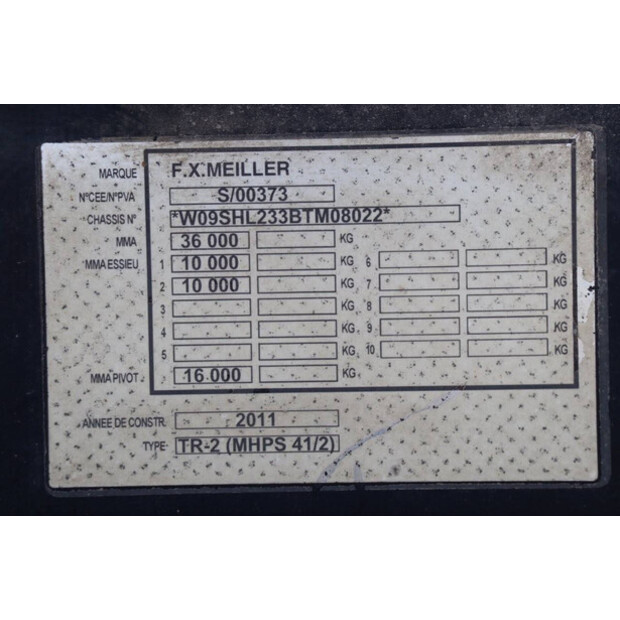 MARQUE F.X.MEILLER
N°CEE/N°PVA S/00373
CHASSIS N° *W09SHL233BTM08022*
MMA 36 000 KG
MMA ESSIEU 1 10 000 KG 6 KG
2 10 000 KG 7 KG
3 KG 8 KG
4 KG 9 KG
5 KG 10 KG
MMA PIVOT 16 000 KG
ANNEE DE CONSTR. 2011
TYPE TR-2 (MHPS 41/2)